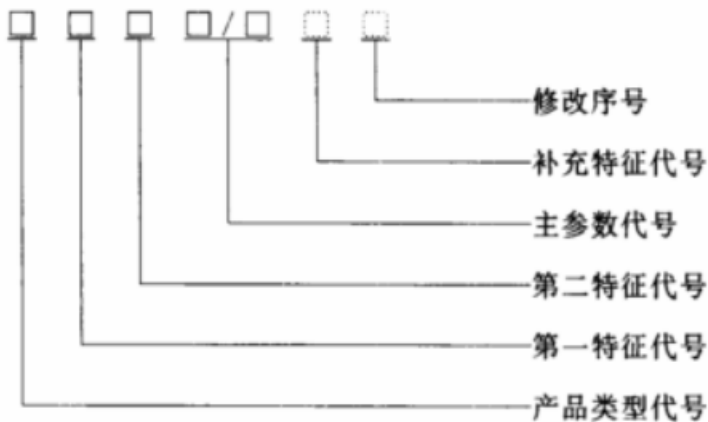 □ □ □ □/□ □ □
修改序号
补充特征代号
主参数代号
第二特征代号
第一特征代号
产品类型代号